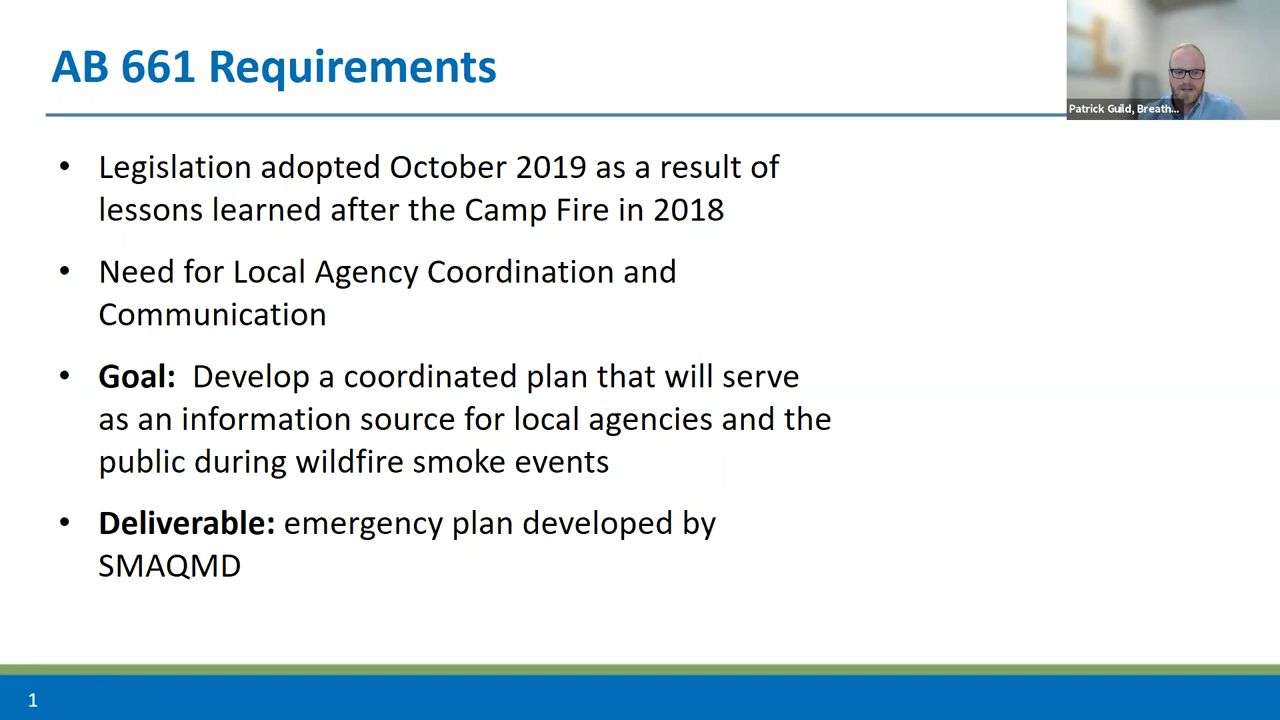 AB 661 Requirements
Patrick Guild, Breath...
• Legislation adopted October 2019 as a result of
lessons learned after the Camp Fire in 2018
• Need for Local Agency Coordination and
Communication
• Goal: Develop a coordinated plan that will serve
as an information source for local agencies and the
public during wildfire smoke events
• Deliverable: emergency plan developed by
SMAQMD
1